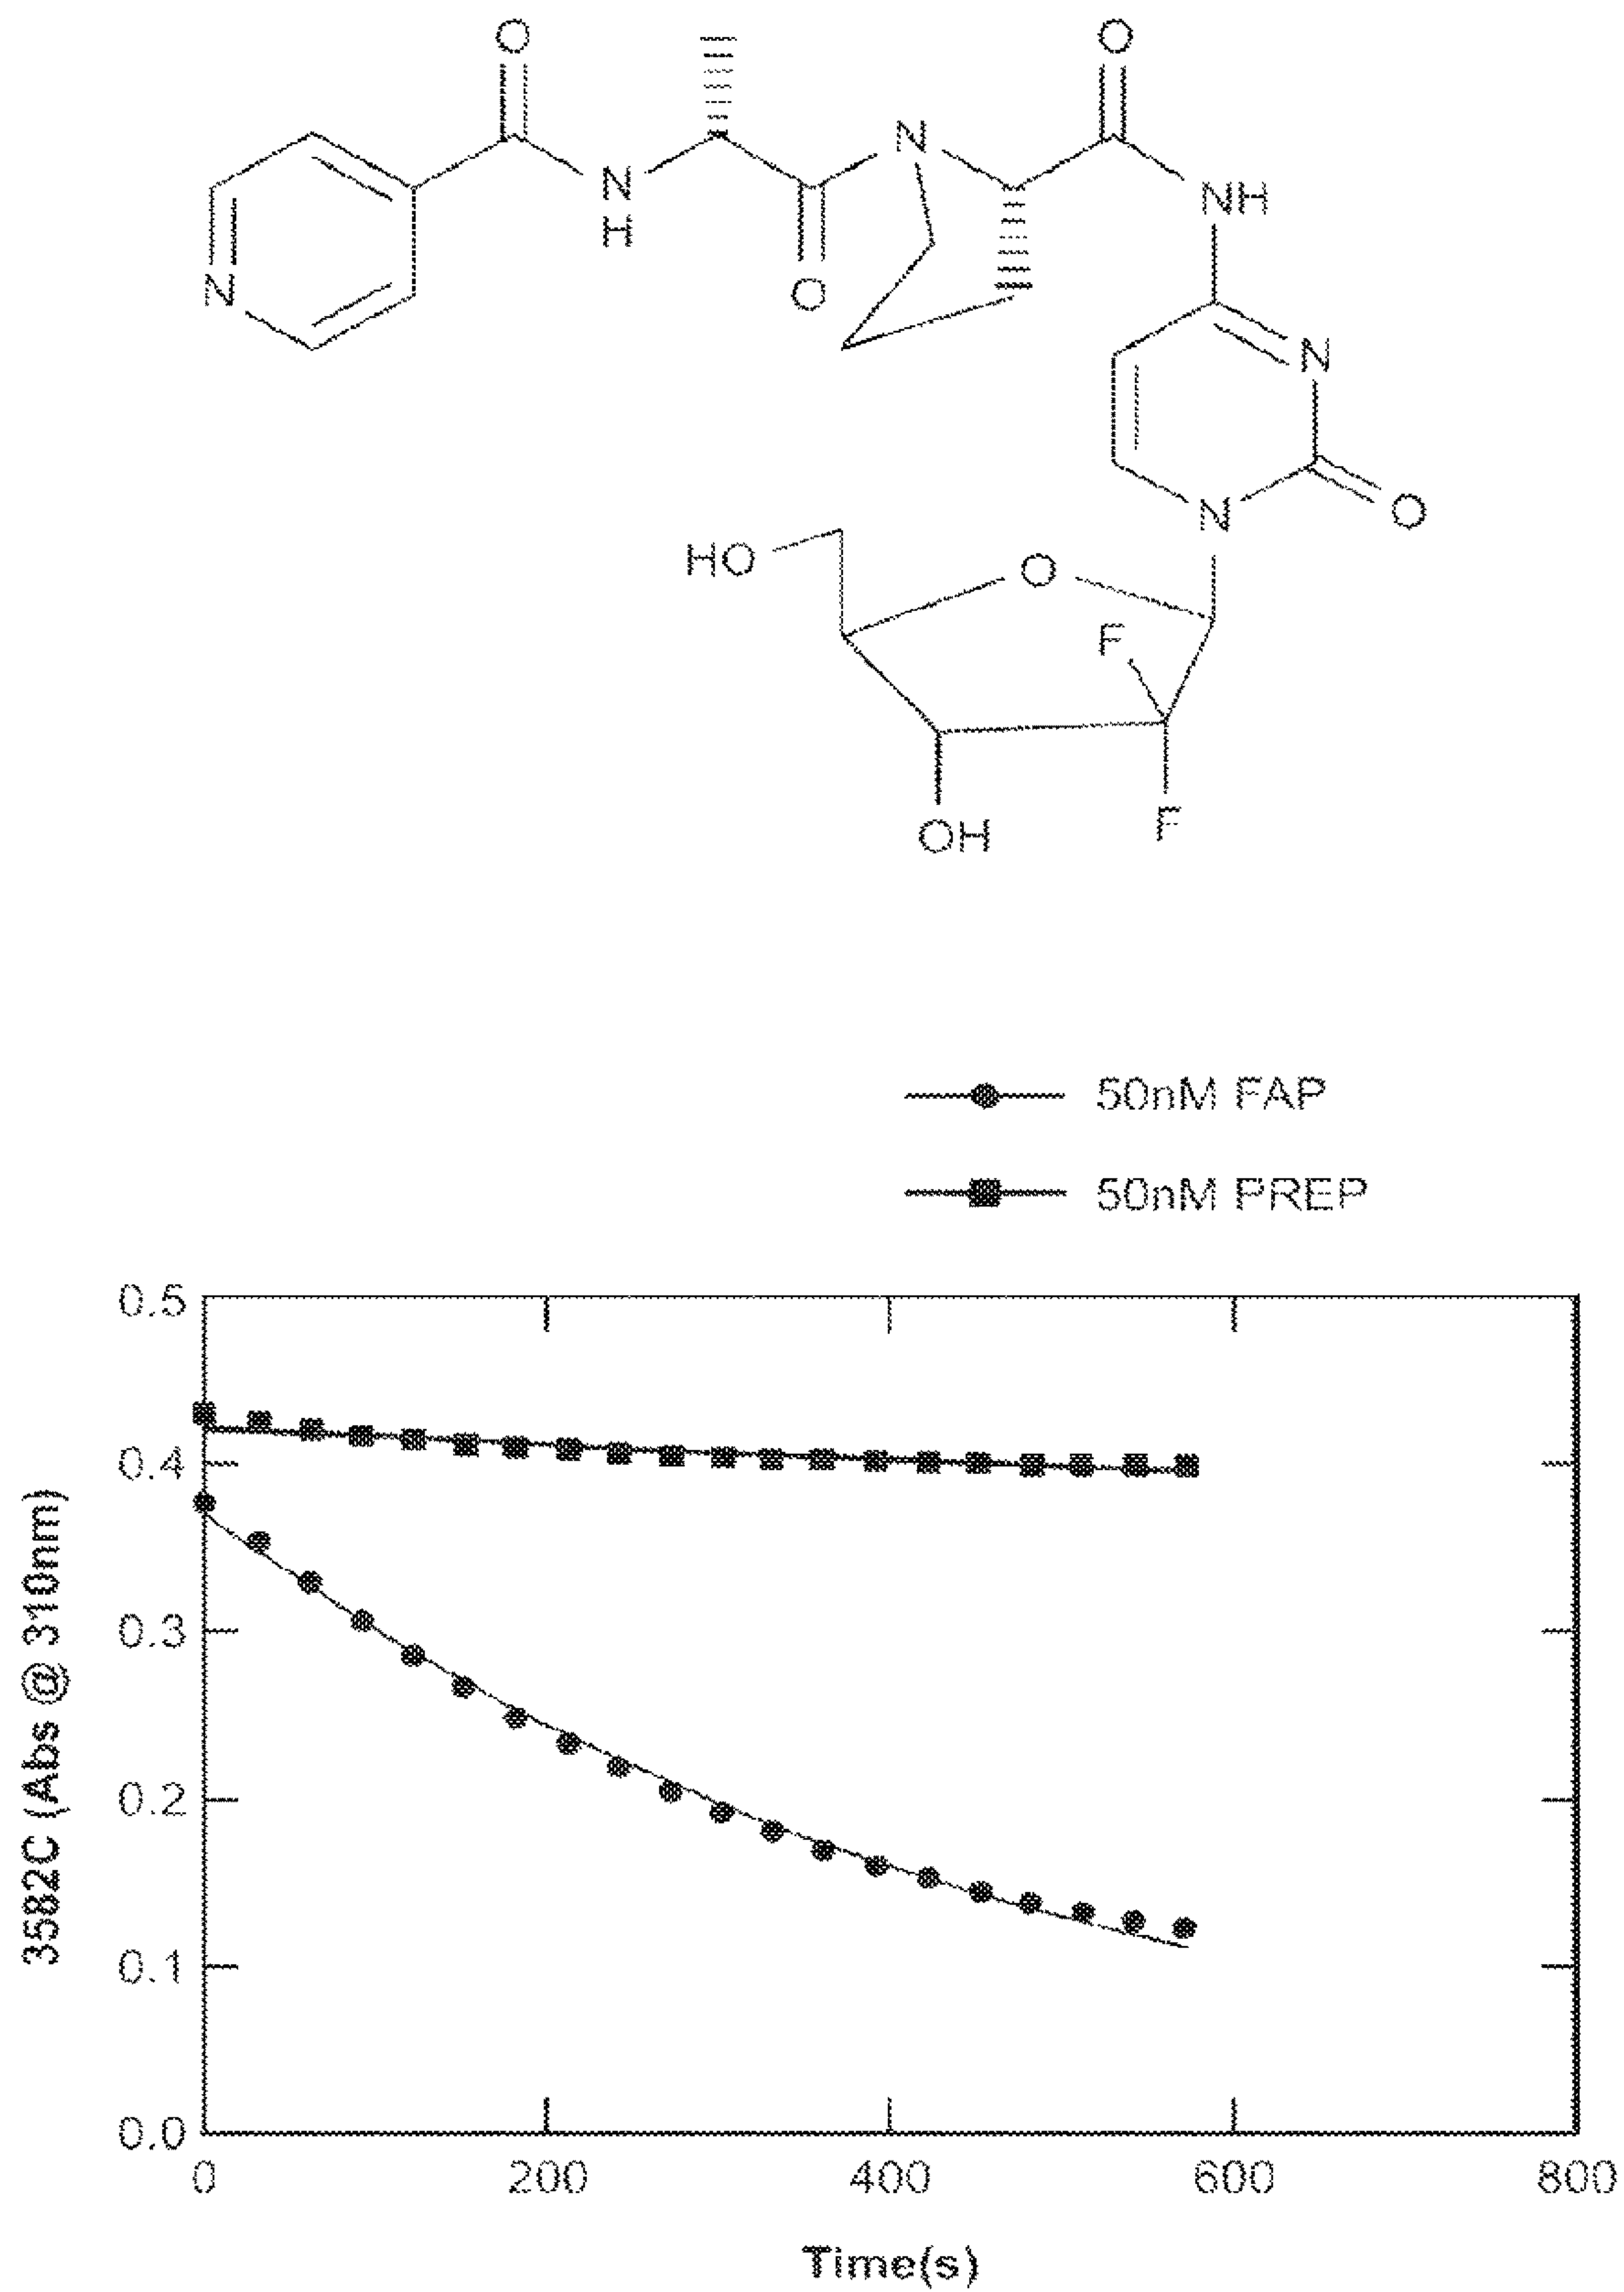 O O
N
N
H
NH
O
N
N
N
O
HO
O
F
F
OH
50nM FAP
50nM PREP
0.5
0.4
0.3
0.2
0.1
0.0
0 200 400 600 800
3582C (Abs @ 310nm)
Time(s)